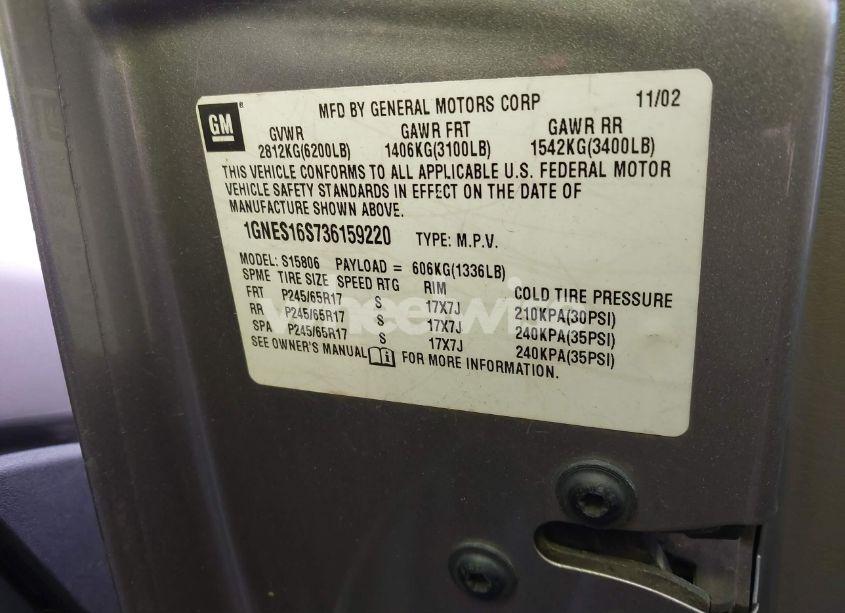 GM
MFD BY GENERAL MOTORS CORP 11/02
GVWR GAWR FRT GAWR RR
2812KG(6200LB) 1406KG(3100LB) 1542KG(3400LB)
THIS VEHICLE CONFORMS TO ALL APPLICABLE U.S. FEDERAL MOTOR
VEHICLE SAFETY STANDARDS IN EFFECT ON THE DATE OF
MANUFACTURE SHOWN ABOVE.
1GNES16S736159220 TYPE: M.P.V.
MODEL: S15806 PAYLOAD = 606KG(1336LB)
SPME TIRE SIZE SPEED RTG RIM COLD TIRE PRESSURE
FRT P245/65R17 S 17X7J 210KPA(30PSI)
RR P245/65R17 S 17X7J 240KPA(35PSI)
SPA P245/65R17 S 17X7J 240KPA(35PSI)
SEE OWNER'S MANUAL FOR MORE INFORMATION.